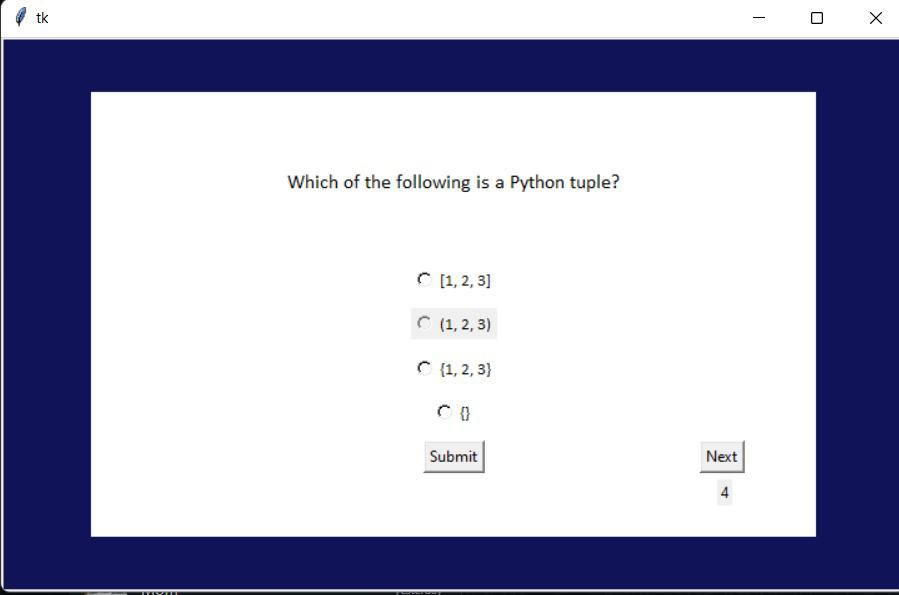 tk
Which of the following is a Python tuple?
[1, 2, 3]
(1, 2, 3)
{1, 2, 3}
{}
Submit
Next
4